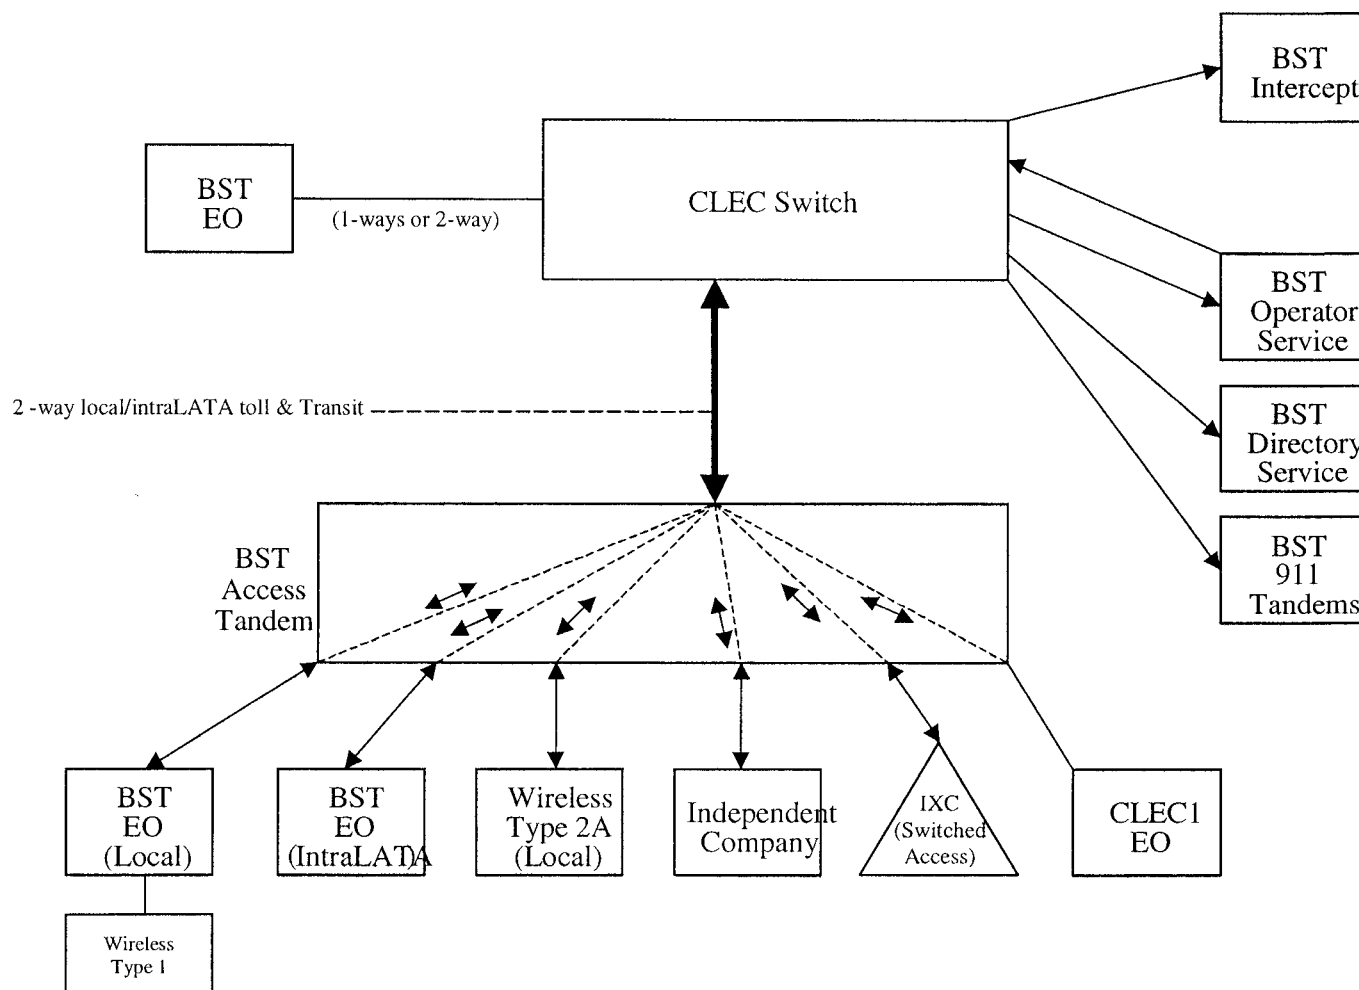 BST
Intercept
BST
EO
(1-ways or 2-way)
CLEC Switch
BST
Operator
Service
2 -way local/intraLATA toll & Transit
BST
Directory
Service
BST
Access
Tandem
BST
911
Tandems
BST
EO
(Local)
BST
EO
(IntraLATA)
Wireless
Type 2A
(Local)
Independent
Company
IXC
(Switched
Access)
CLEC1
EO
Wireless
Type 1